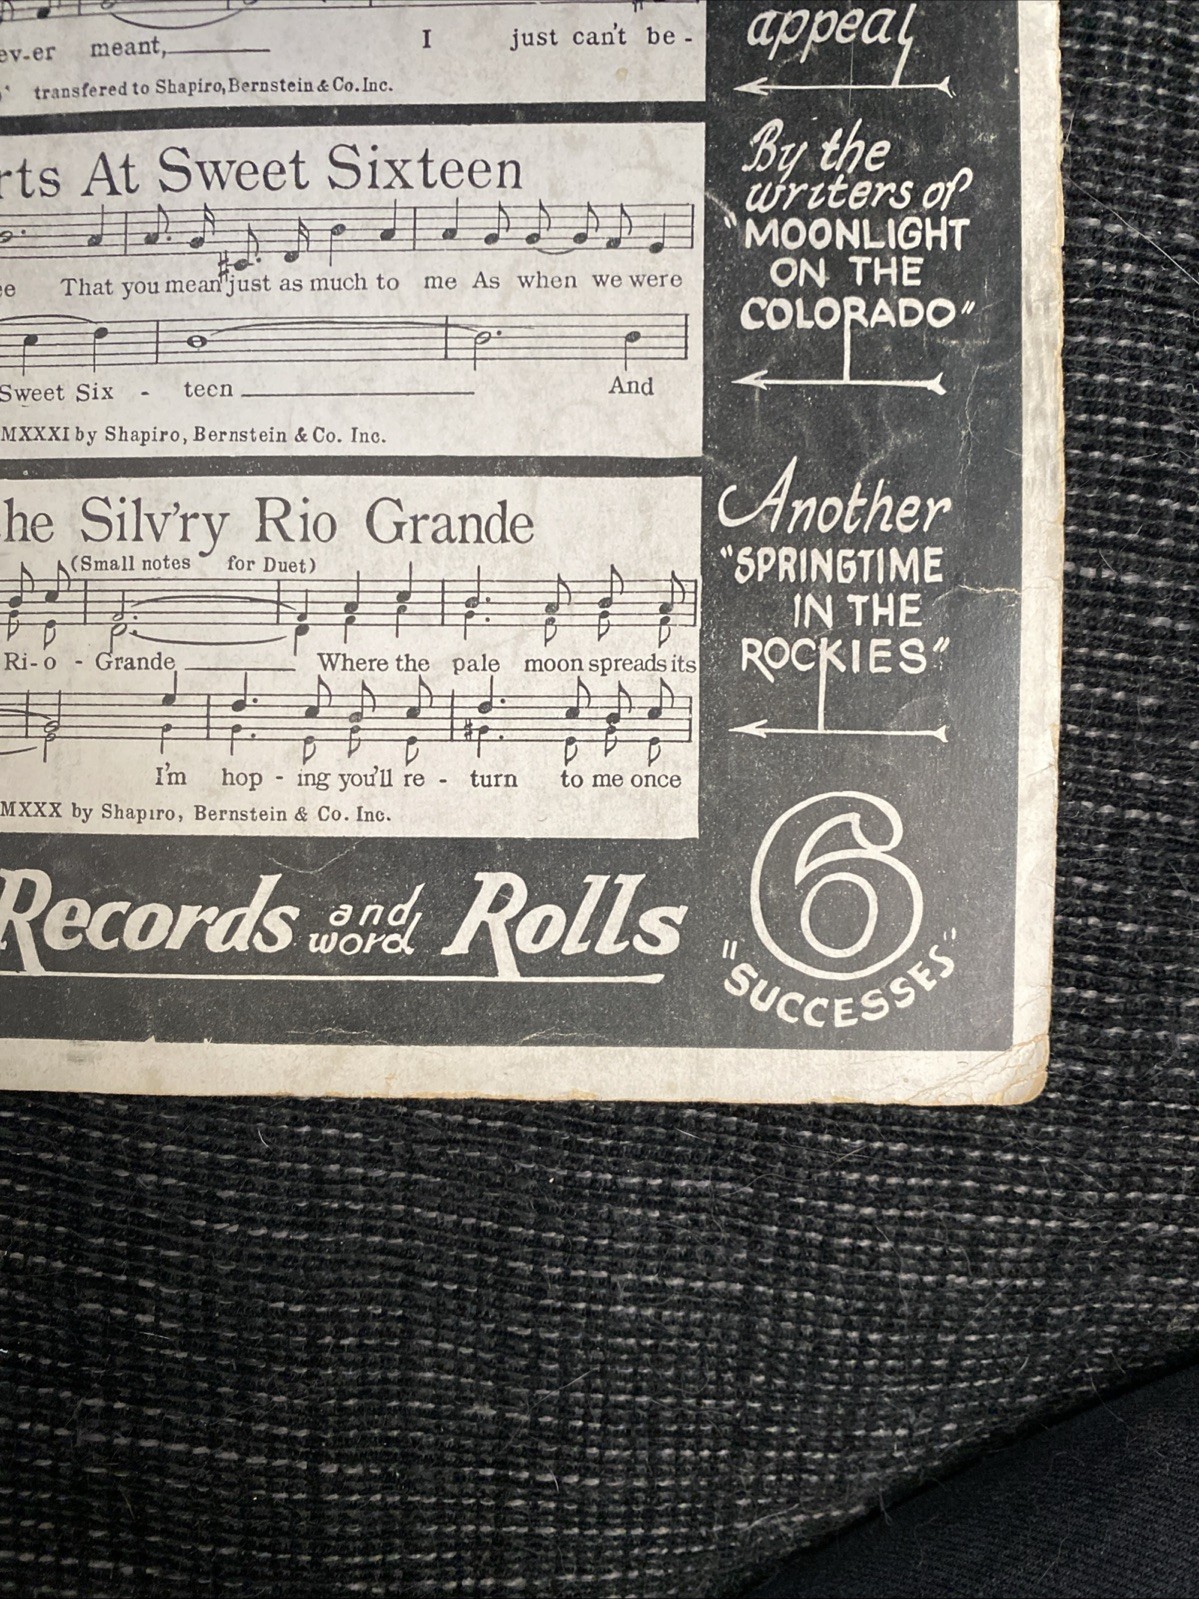 ev-er meant, I just can't be-
transfered to Shapiro, Bernstein & Co. Inc.
rts At Sweet Sixteen
That you mean just as much to me As when we were
Sweet Six - teen And
MXXXI by Shapiro, Bernstein & Co. Inc.
he Silv'ry Rio Grande
(Small notes for Duet)
Ri-o - Grande Where the pale moon spreads its
I'm hop - ing you'll re - turn to me once
MXXX by Shapiro, Bernstein & Co. Inc.
Records and word Rolls
appeal
By the
writers of
"MOONLIGHT
ON THE
COLORADO"
Another
"SPRINGTIME
IN THE
ROCKIES"
6
"SUCCESSES"